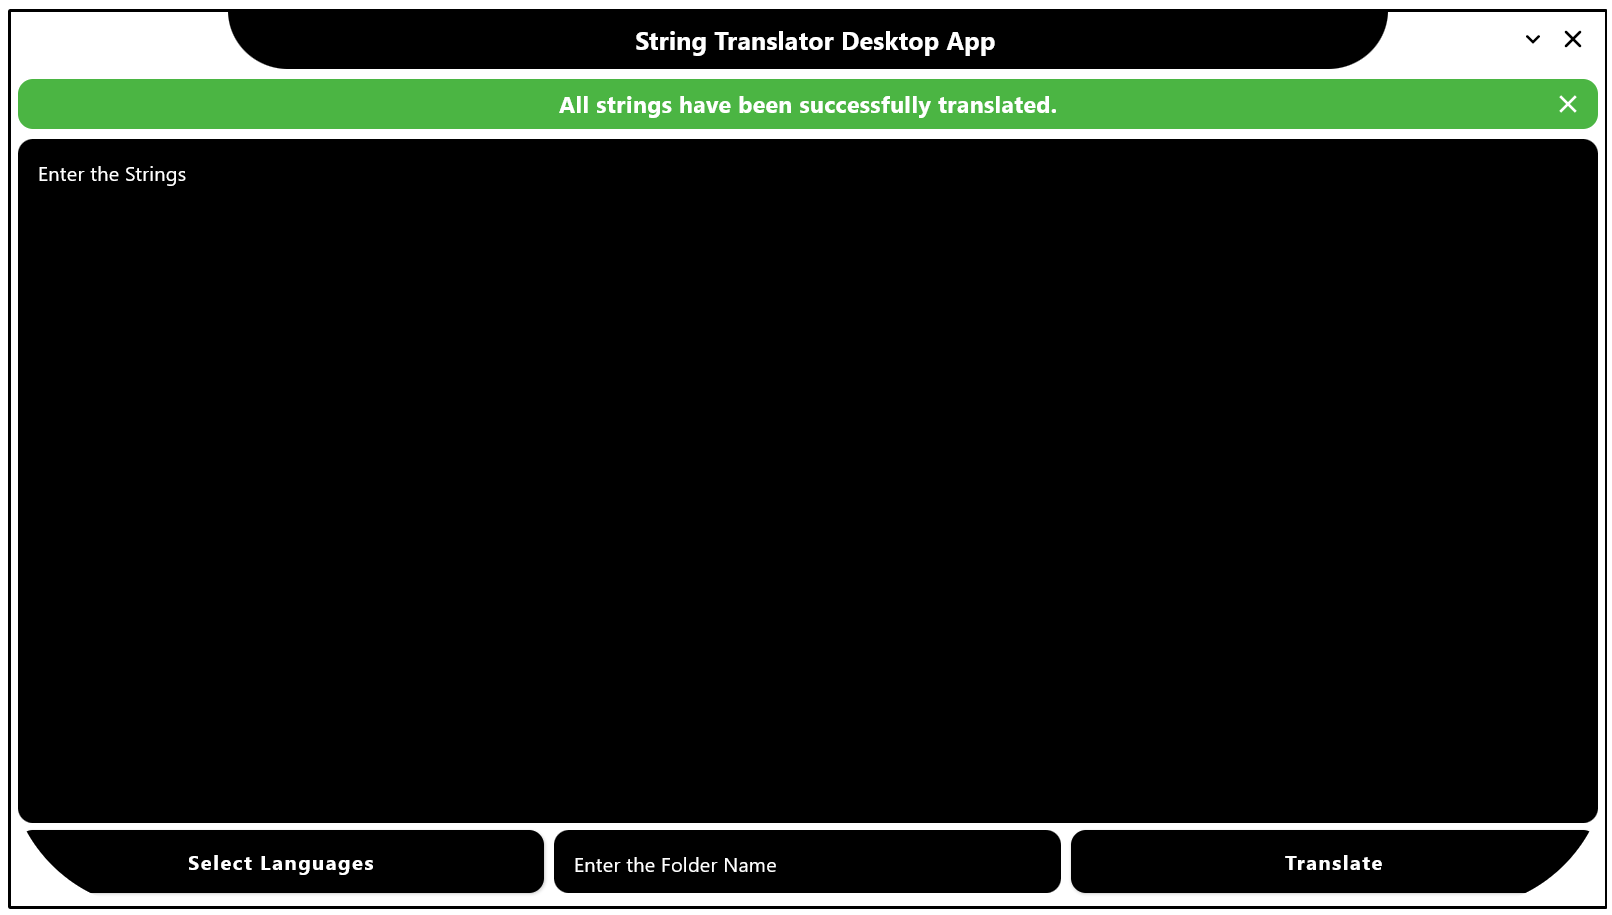 String Translator Desktop App
All strings have been successfully translated.
Enter the Strings
Select Languages
Enter the Folder Name
Translate